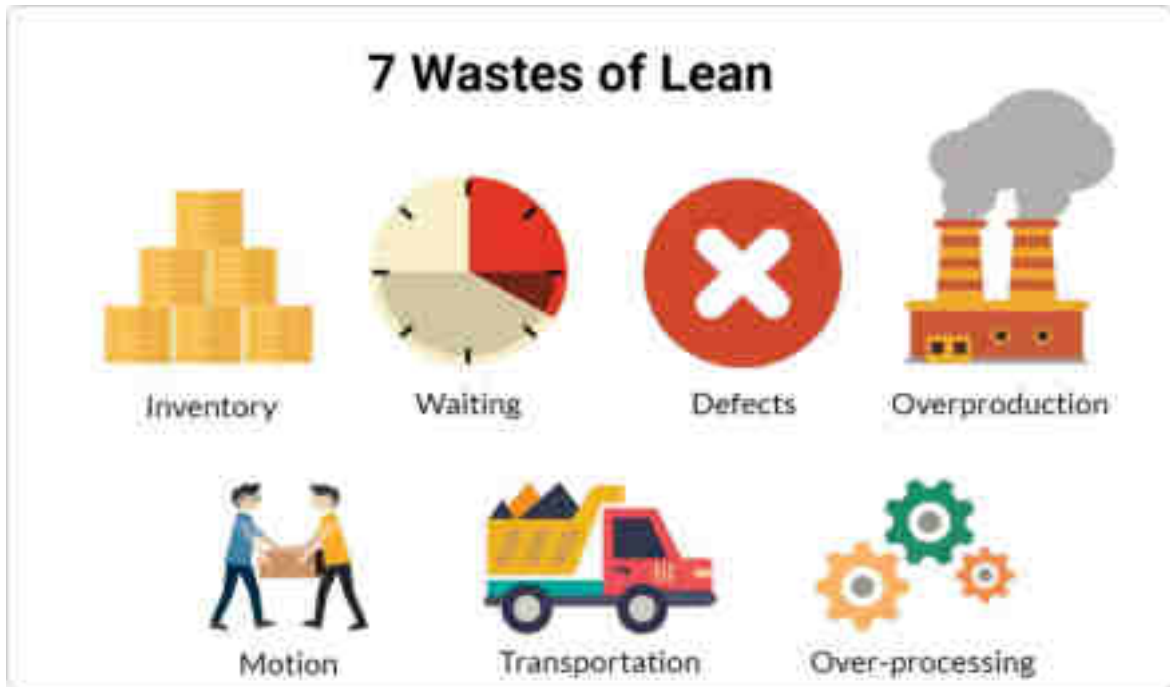 7 Wastes of Lean
Inventory
Waiting
Defects
Overproduction
Motion
Transportation
Over-processing